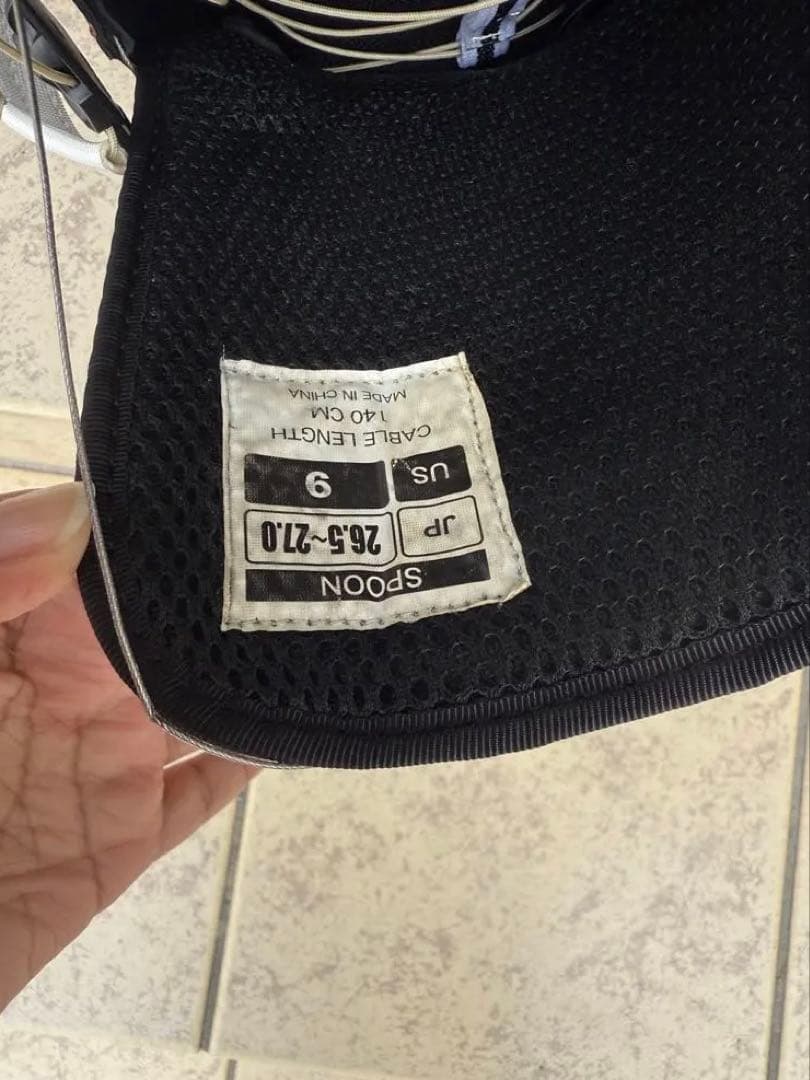 SPOON
JP 26.5~27.0
US 9
CABLE LENGTH
140 CM
MADE IN CHINA